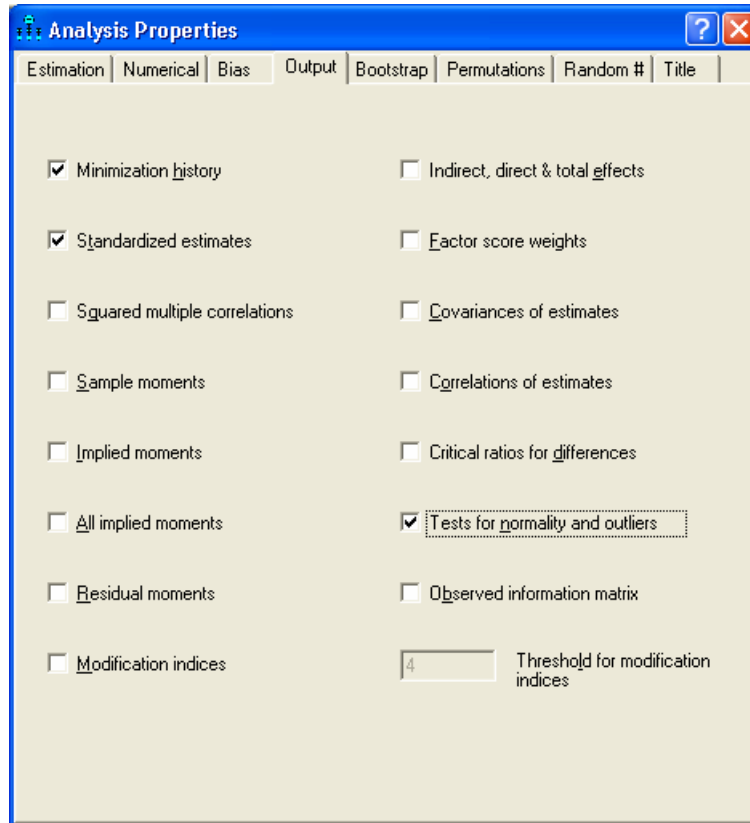 Analysis Properties
Estimation Numerical Bias Output Bootstrap Permutations Random # Title
Minimization history
Indirect, direct & total effects
Standardized estimates
Factor score weights
Squared multiple correlations
Covariances of estimates
Sample moments
Correlations of estimates
Implied moments
Critical ratios for differences
All implied moments
Tests for normality and outliers
Residual moments
Observed information matrix
Modification indices
4
Threshold for modification
indices